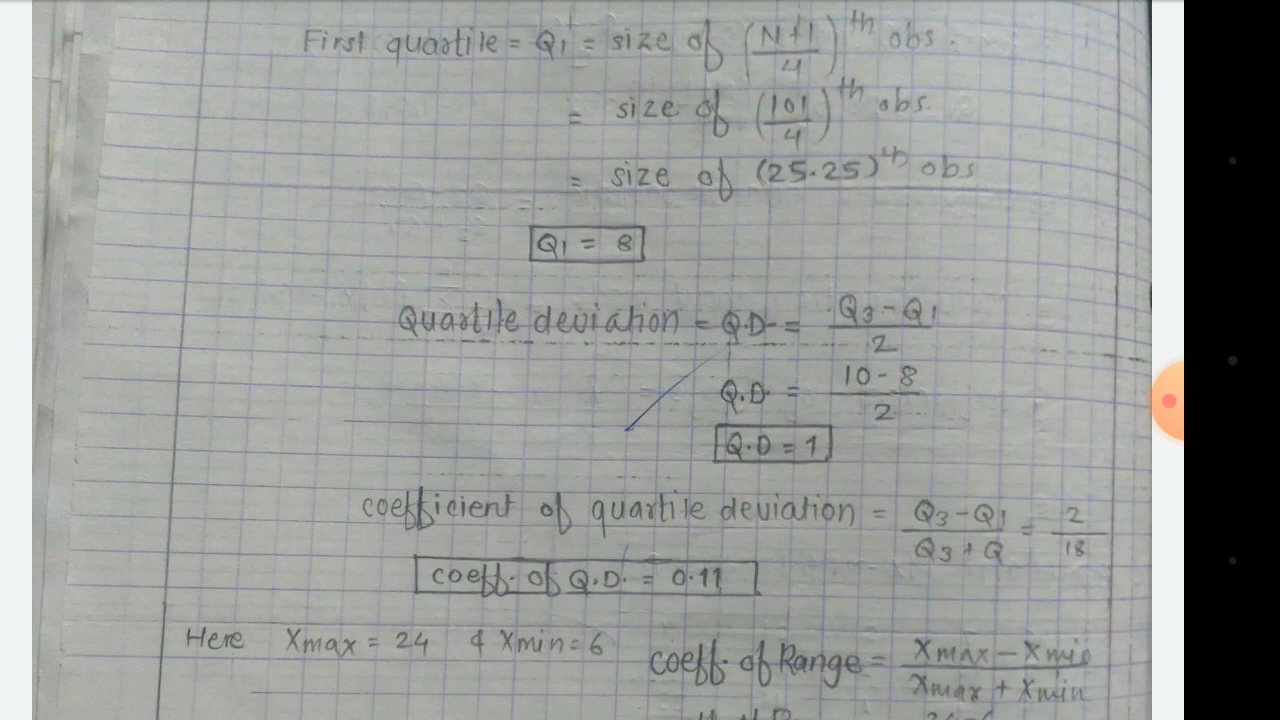 First quartile = Q1 = size of (N+1/4)th obs.
= size of (101/4)th obs.
= size of (25.25)th obs
Q1 = 8
Quartile deviation = Q.D = Q3 - Q1 / 2
Q.D. = 10 - 8 / 2
Q.D = 1
coefficient of quartile deviation = Q3 - Q1 / Q3 + Q = 2 / 18
coeff. of Q.D. = 0.11
Here Xmax = 24 & Xmin = 6 coeff. of Range = Xmax - Xmin / Xmax + Xmin